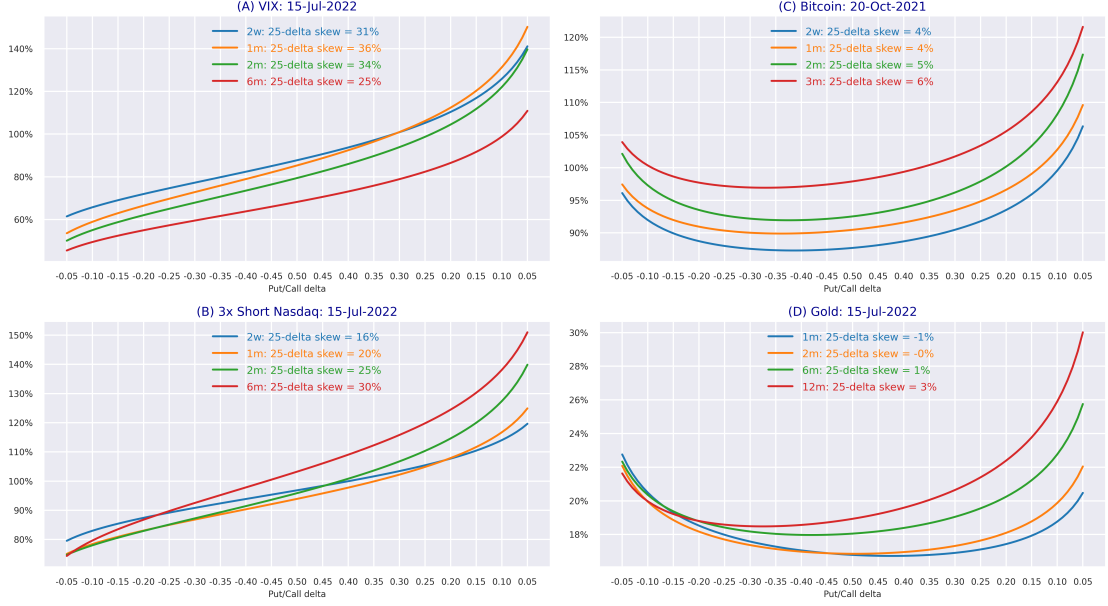 (A) VIX: 15-Jul-2022
2w: 25-delta skew = 31%
1m: 25-delta skew = 36%
2m: 25-delta skew = 34%
6m: 25-delta skew = 25%
140%
120%
100%
80%
60%
-0.05 -0.10 -0.15 -0.20 -0.25 -0.30 -0.35 -0.40 -0.45 0.50 0.45 0.40 0.35 0.30 0.25 0.20 0.15 0.10 0.05
Put/Call delta
(C) Bitcoin: 20-Oct-2021
2w: 25-delta skew = 4%
1m: 25-delta skew = 4%
2m: 25-delta skew = 5%
3m: 25-delta skew = 6%
120%
115%
110%
105%
100%
95%
90%
-0.05 -0.10 -0.15 -0.20 -0.25 -0.30 -0.35 -0.40 -0.45 0.50 0.45 0.40 0.35 0.30 0.25 0.20 0.15 0.10 0.05
Put/Call delta
(B) 3x Short Nasdaq: 15-Jul-2022
2w: 25-delta skew = 16%
1m: 25-delta skew = 20%
2m: 25-delta skew = 25%
6m: 25-delta skew = 30%
150%
140%
130%
120%
110%
100%
90%
80%
-0.05 -0.10 -0.15 -0.20 -0.25 -0.30 -0.35 -0.40 -0.45 0.50 0.45 0.40 0.35 0.30 0.25 0.20 0.15 0.10 0.05
Put/Call delta
(D) Gold: 15-Jul-2022
1m: 25-delta skew = -1%
2m: 25-delta skew = -0%
6m: 25-delta skew = 1%
12m: 25-delta skew = 3%
30%
28%
26%
24%
22%
20%
18%
-0.05 -0.10 -0.15 -0.20 -0.25 -0.30 -0.35 -0.40 -0.45 0.50 0.45 0.40 0.35 0.30 0.25 0.20 0.15 0.10 0.05
Put/Call delta